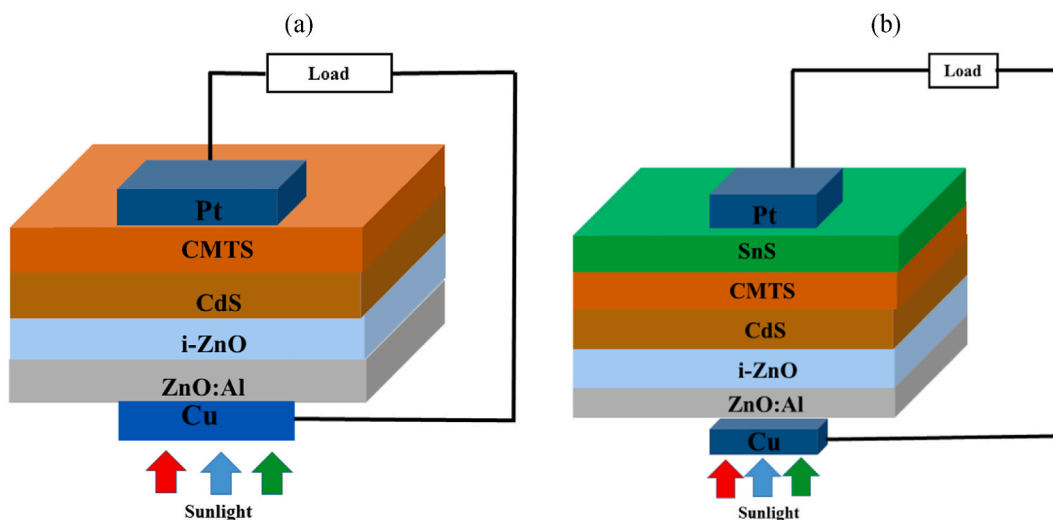 (a)
Load
Pt
CMTS
CdS
i-ZnO
ZnO:Al
Cu
Sunlight
(b)
Load
Pt
SnS
CMTS
CdS
i-ZnO
ZnO:Al
Cu
Sunlight